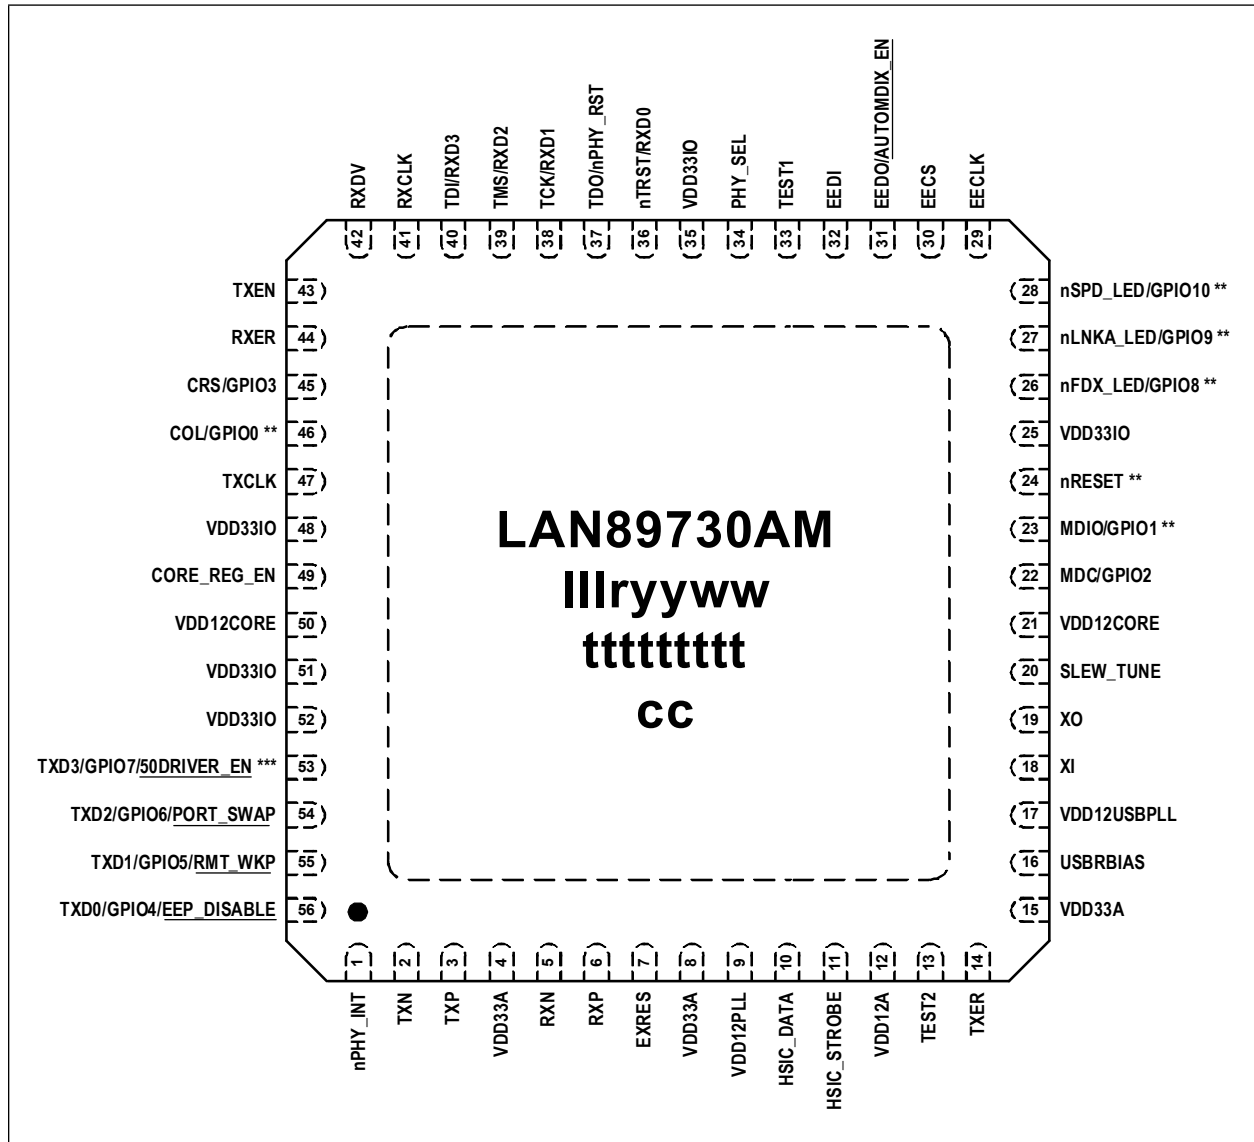 RXDV
RXCLK
TDI/RXD3
TMS/RXD2
TCK/RXD1
TDO/nPHY_RST
nTRST/RXD0
VDD33IO
PHY_SEL
TEST1
EEDI
EEDO/AUTOMDIX_EN
EECS
EECLK
42
41
40
39
38
37
36
35
34
33
32
31
30
29
TXEN 43
RXER 44
CRS/GPIO3 45
COL/GPIO0 ** 46
TXCLK 47
VDD33IO 48
CORE_REG_EN 49
VDD12CORE 50
VDD33IO 51
VDD33IO 52
TXD3/GPIO7/50DRIVER_EN *** 53
TXD2/GPIO6/PORT_SWAP 54
TXD1/GPIO5/RMT_WKP 55
TXD0/GPIO4/EEP_DISABLE 56
LAN89730AM
lllryyww
ttttttttt
cc
28 nSPD_LED/GPIO10 **
27 nLNKA_LED/GPIO9 **
26 nFDX_LED/GPIO8 **
25 VDD33IO
24 nRESET **
23 MDIO/GPIO1 **
22 MDC/GPIO2
21 VDD12CORE
20 SLEW_TUNE
19 XO
18 XI
17 VDD12USBPLL
16 USBRBIAS
15 VDD33A
1
2
3
4
5
6
7
8
9
10
11
12
13
14
nPHY_INT
TXN
TXP
VDD33A
RXN
RXP
EXRES
VDD33A
VDD12PLL
HSIC_DATA
HSIC_STROBE
VDD12A
TEST2
TXER